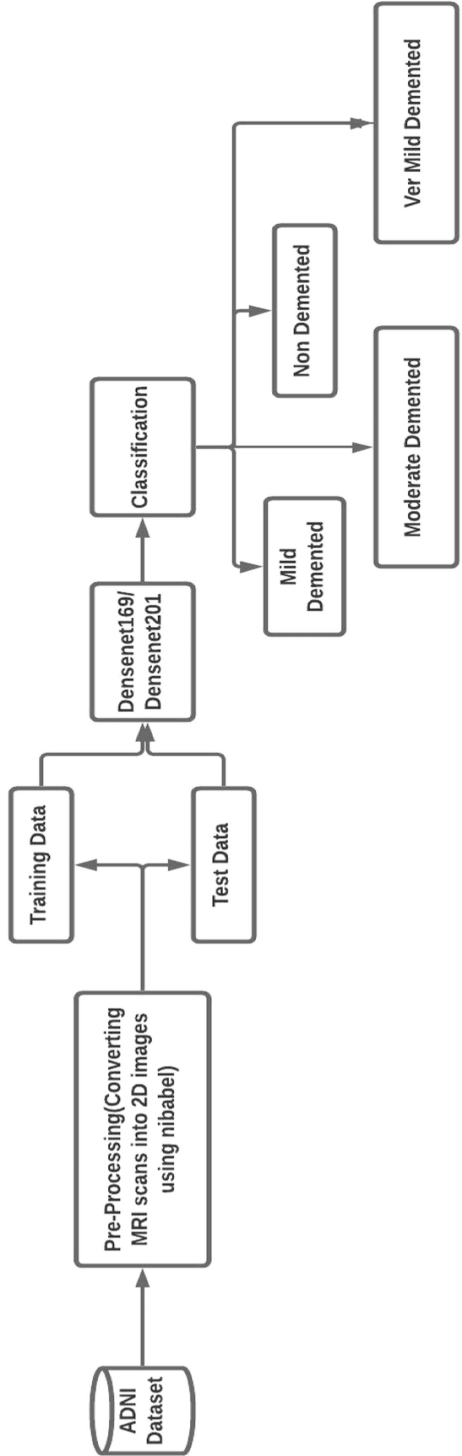 ADNI
Dataset
Pre-Processing(Converting
MRI scans into 2D images
using nibabel)
Training Data
Test Data
Densenet169/
Densenet201
Classification
Mild
Demented
Non Demented
Moderate Demented
Ver Mild Demented